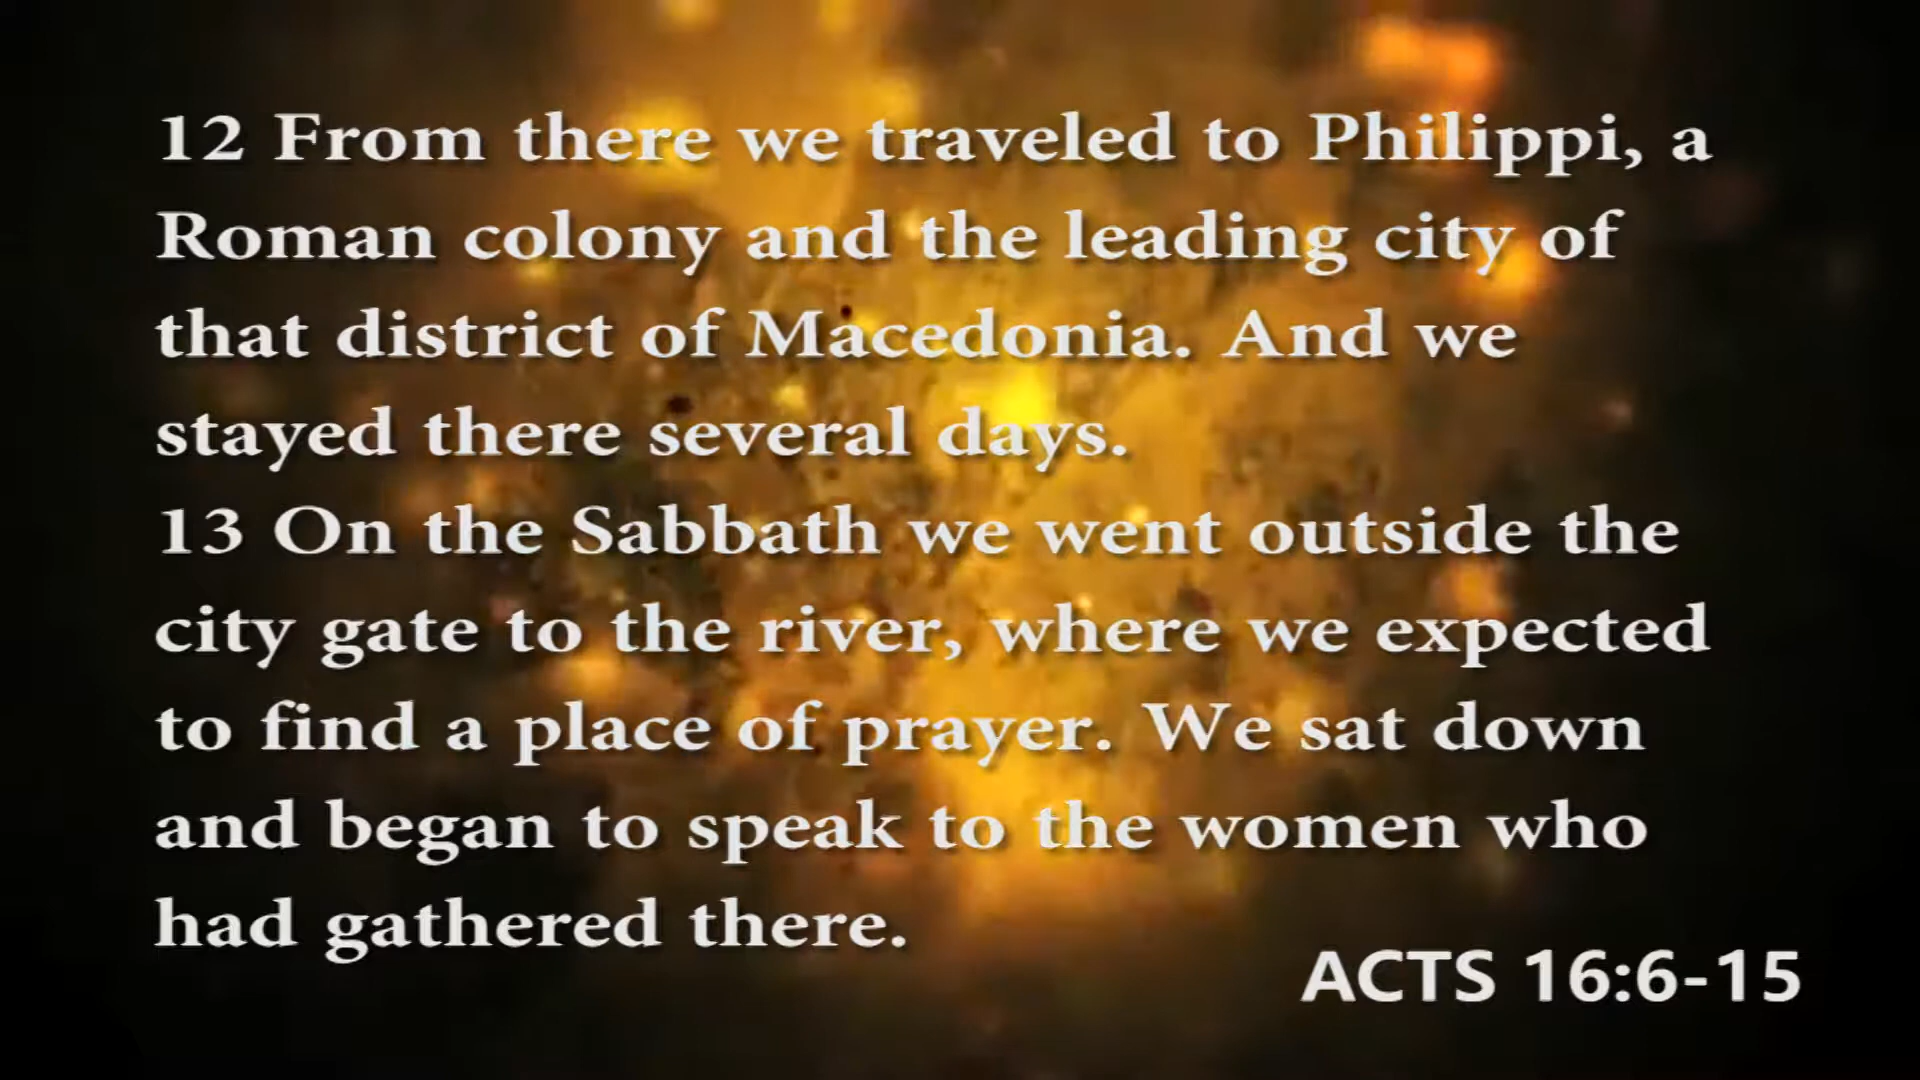 12 From there we traveled to Philippi, a
Roman colony and the leading city of
that district of Macedonia. And we
stayed there several days.
13 On the Sabbath we went outside the
city gate to the river, where we expected
to find a place of prayer. We sat down
and began to speak to the women who
had gathered there.
ACTS 16:6-15